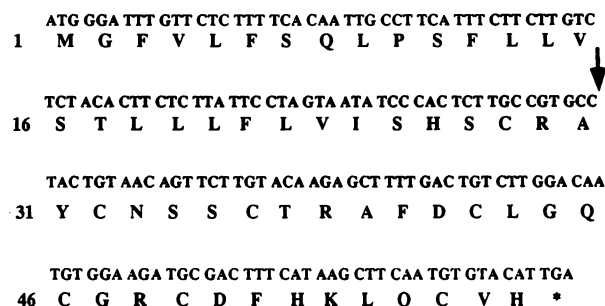 ATG GGA TTT GTT CTC TTT TCA CAA TTG CCT TCA TTT CTT CTT GTC
1 M G F V L F S Q L P S F L L V
TCT ACA CTT CTC TTA TTC CTA GTA ATA TCC CAC TCT TGC CGT GCC
16 S T L L L F L V I S H S C R A
TAC TGT AAC AGT TCT TGT ACA AGA GCT TTT GAC TGT CTT GGA CAA
31 Y C N S S C T R A F D C L G Q
TGT GGA AGA TGC GAC TTT CAT AAG CTT CAA TGT GTA CAT TGA
46 C G R C D F H K L Q C V H *